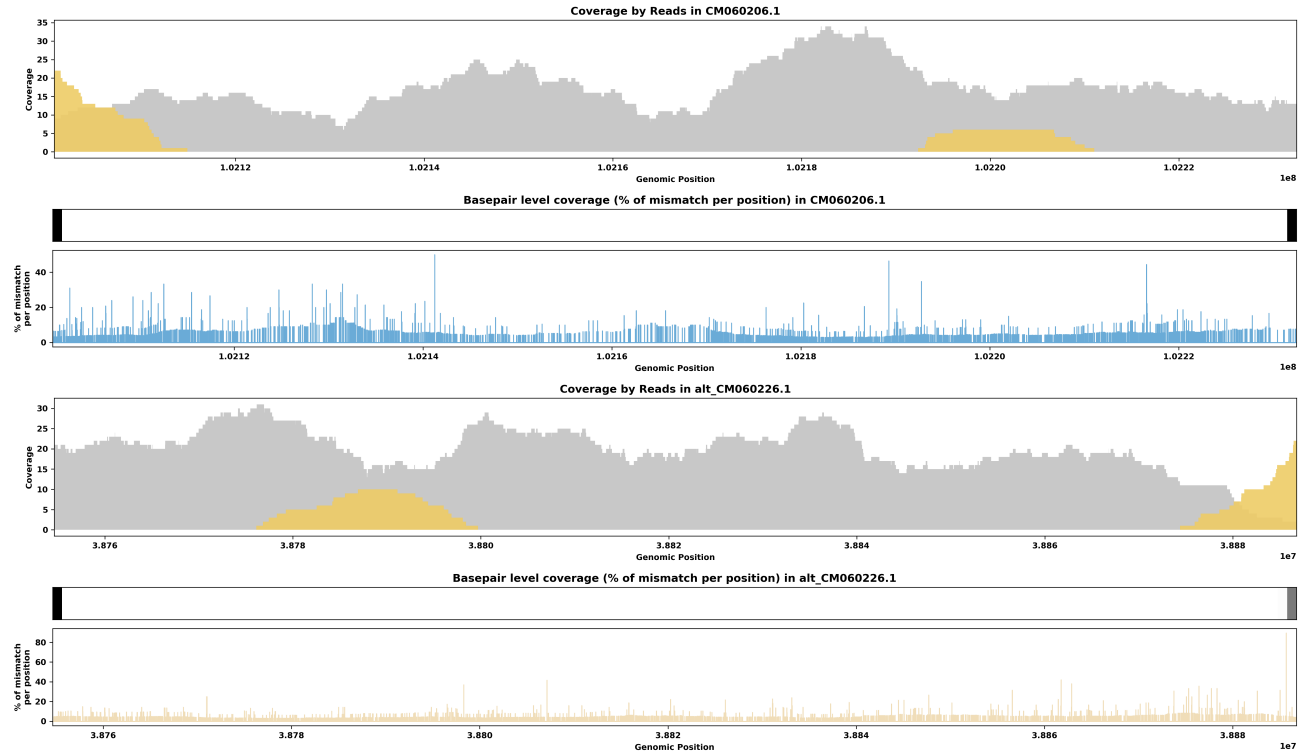 Coverage by Reads in CM060206.1
Coverage
35
30
25
20
15
10
5
0
1.0212 1.0214 1.0216 1.0218 1.0220 1.0222
Genomic Position
1e8
Basepair level coverage (% of mismatch per position) in CM060206.1
% of mismatch
per position
40
20
0
1.0212 1.0214 1.0216 1.0218 1.0220 1.0222
Genomic Position
1e8
Coverage by Reads in alt_CM060226.1
Coverage
30
25
20
15
10
5
0
3.876 3.878 3.880 3.882 3.884 3.886 3.888
Genomic Position
1e7
Basepair level coverage (% of mismatch per position) in alt_CM060226.1
% of mismatch
per position
80
60
40
20
0
3.876 3.878 3.880 3.882 3.884 3.886 3.888
Genomic Position
1e7